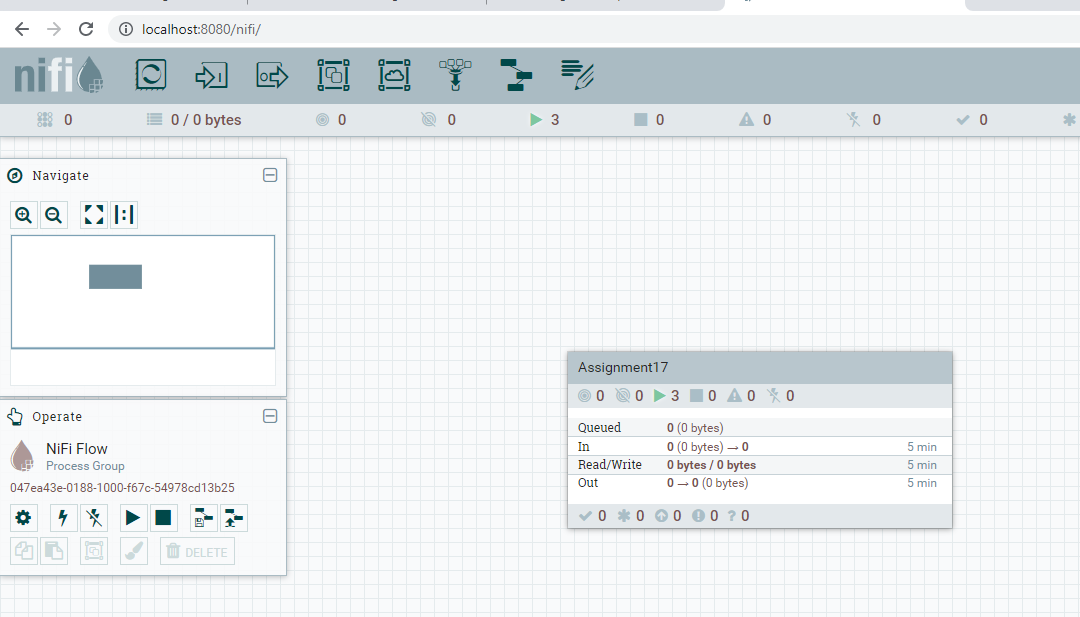 localhost:8080/nifi/
nifi
0 0 / 0 bytes 0 0 3 0 0 0 0
Navigate
Operate
NiFi Flow
Process Group
047ea43e-0188-1000-f67c-54978cd13b25
DELETE
Assignment17
0 0 3 0 0 0
Queued 0 (0 bytes)
In 0 (0 bytes) → 0 5 min
Read/Write 0 bytes / 0 bytes 5 min
Out 0 → 0 (0 bytes) 5 min
0 0 0 0 ? 0